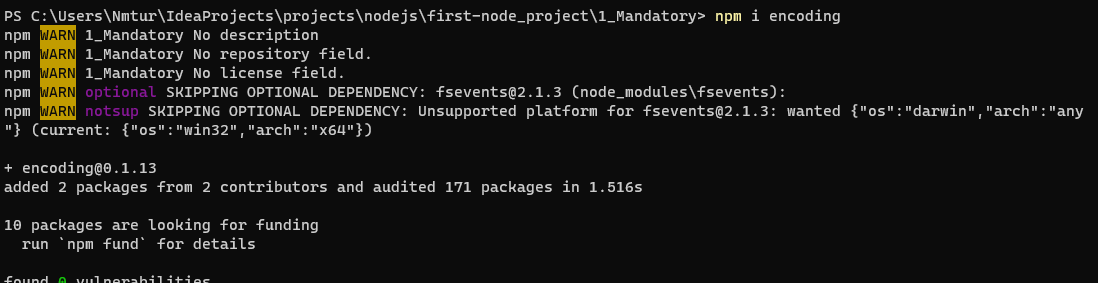 PS C:\Users\Nmtur\IdeaProjects\projects\nodejs\first-node_project\1_Mandatory> npm i encoding
npm WARN 1_Mandatory No description
npm WARN 1_Mandatory No repository field.
npm WARN 1_Mandatory No license field.
npm WARN optional SKIPPING OPTIONAL DEPENDENCY: fsevents@2.1.3 (node_modules\fsevents):
npm WARN notsup SKIPPING OPTIONAL DEPENDENCY: Unsupported platform for fsevents@2.1.3: wanted {"os":"darwin","arch":"any
"} (current: {"os":"win32","arch":"x64"})
+ encoding@0.1.13
added 2 packages from 2 contributors and audited 171 packages in 1.516s
10 packages are looking for funding
run `npm fund` for details
found 0 vulnerabilities